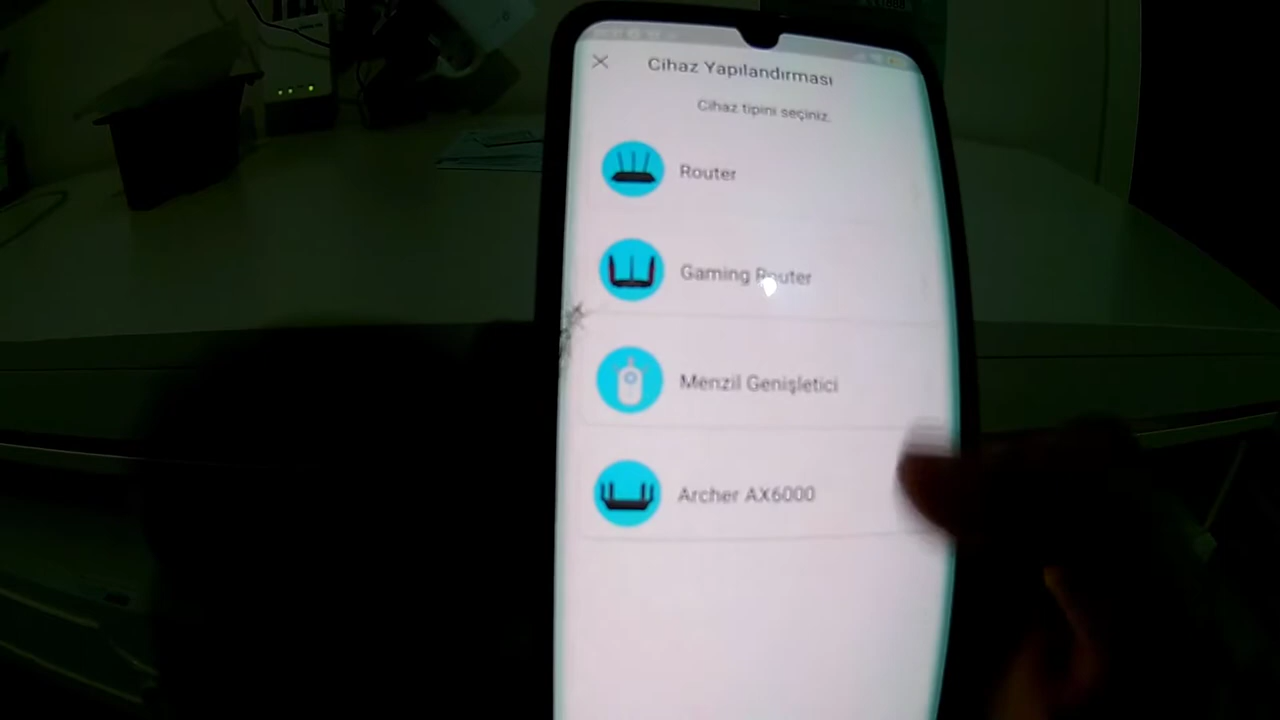 Cihaz Yapılandırması
Cihaz tipini seçiniz.
Router
Gaming Router
Menzil Genişletici
Archer AX6000